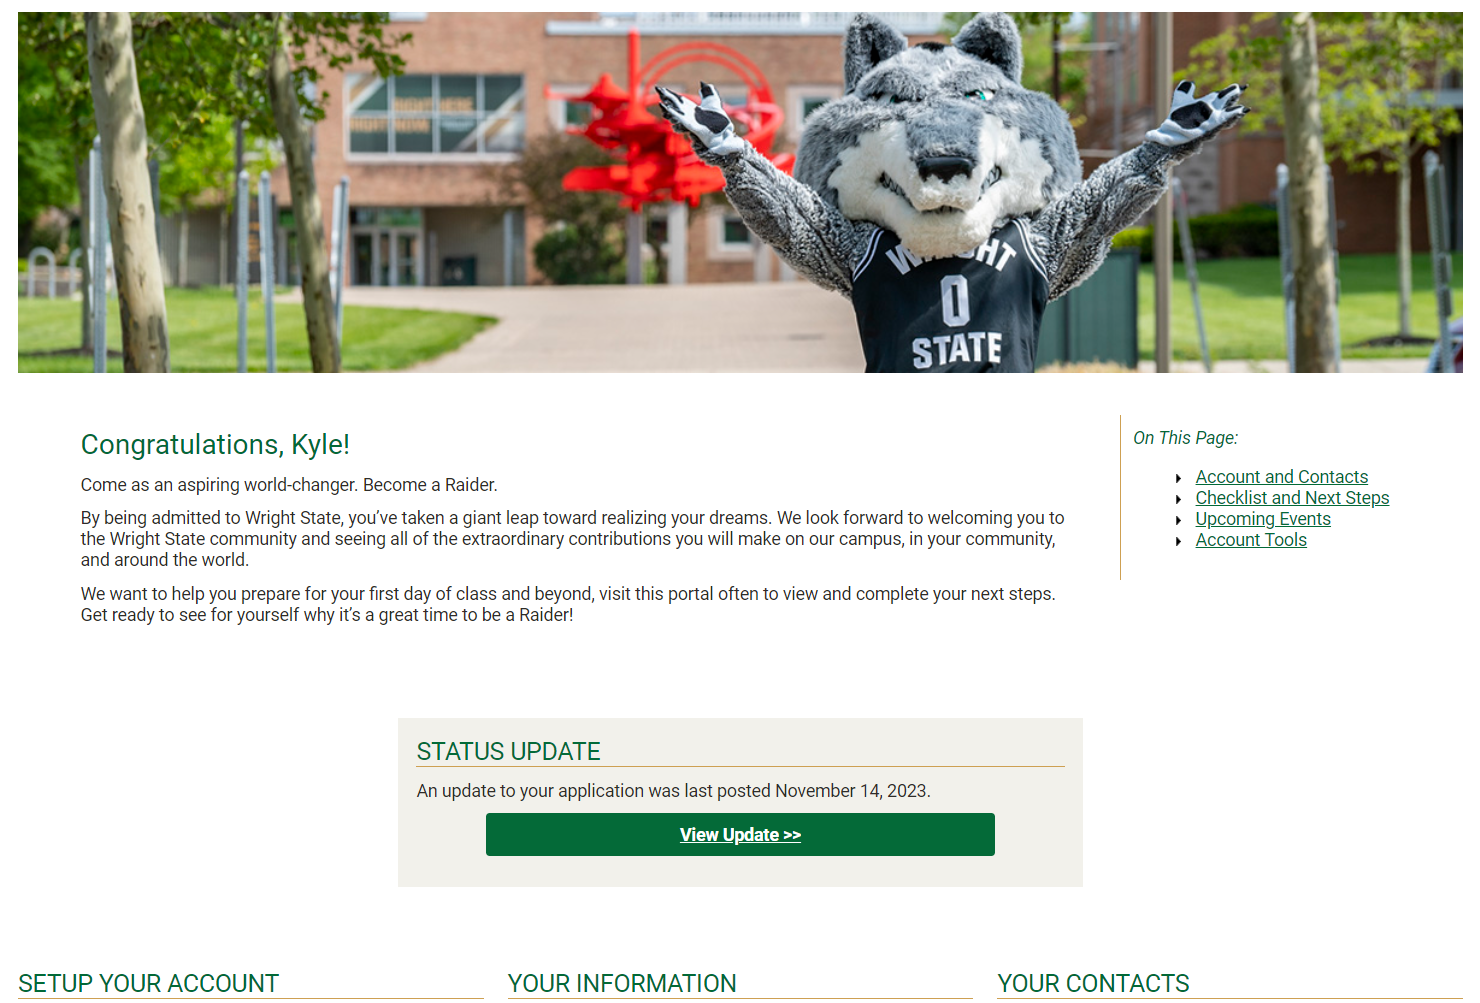 RIGHT HERE
RIGHT NOW
WRIGHT
0
STATE
Congratulations, Kyle!
Come as an aspiring world-changer. Become a Raider.
By being admitted to Wright State, you’ve taken a giant leap toward realizing your dreams. We look forward to welcoming you to
the Wright State community and seeing all of the extraordinary contributions you will make on our campus, in your community,
and around the world.
We want to help you prepare for your first day of class and beyond, visit this portal often to view and complete your next steps.
Get ready to see for yourself why it’s a great time to be a Raider!
On This Page:
Account and Contacts
Checklist and Next Steps
Upcoming Events
Account Tools
STATUS UPDATE
An update to your application was last posted November 14, 2023.
View Update >>
SETUP YOUR ACCOUNT
YOUR INFORMATION
YOUR CONTACTS